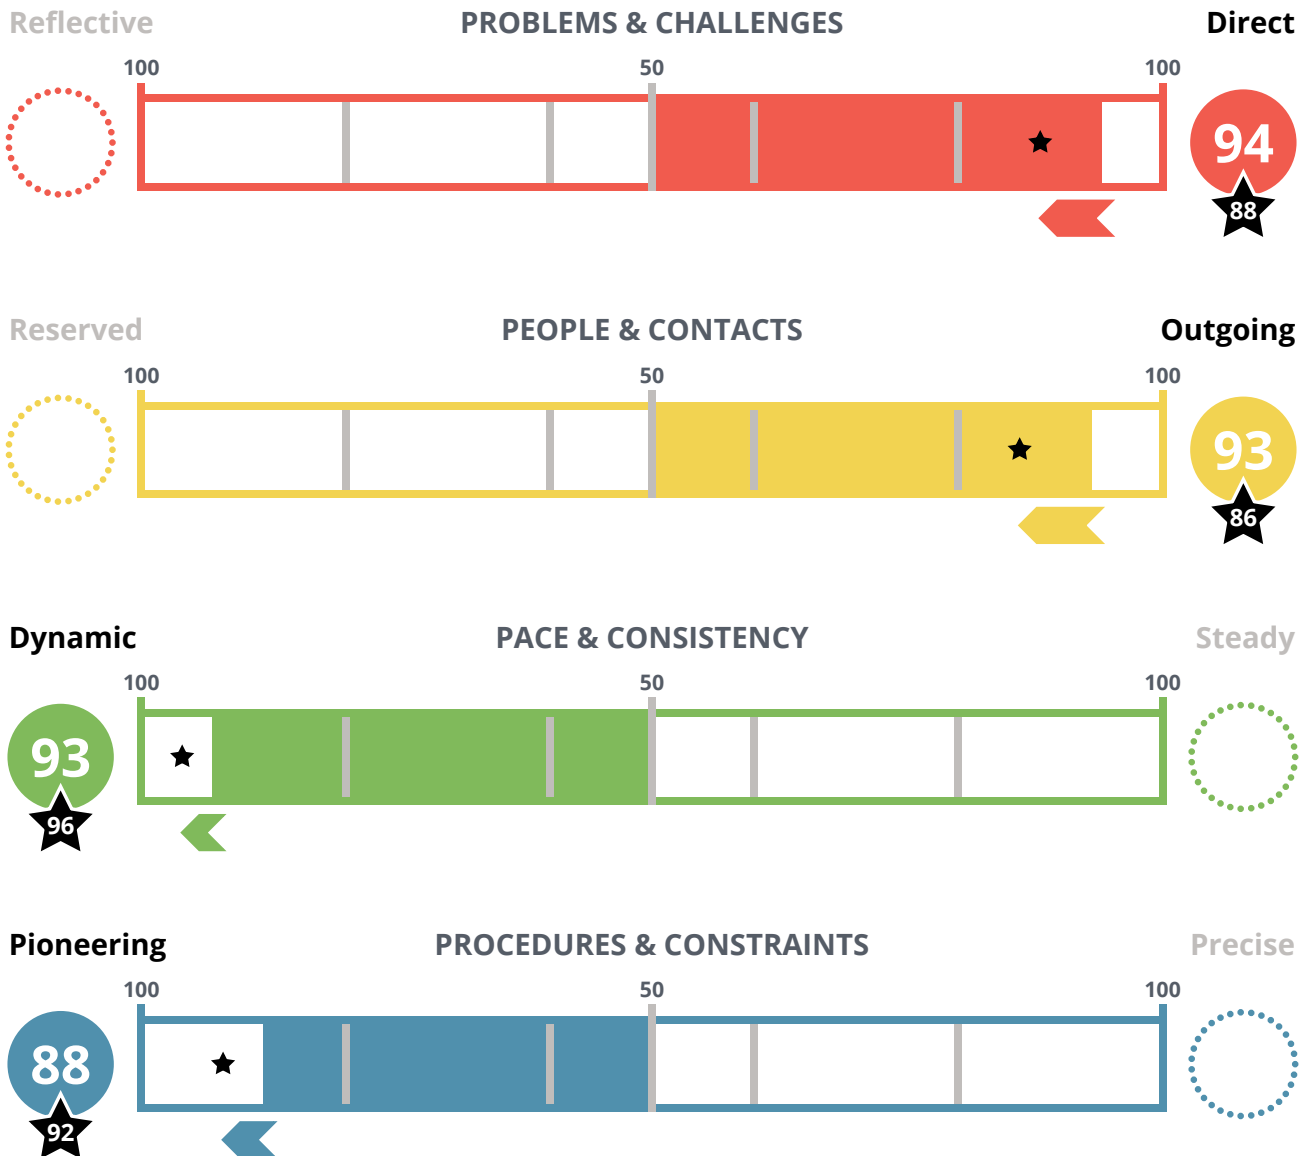 Reflective PROBLEMS & CHALLENGES Direct
100 50 100
94
88
Reserved PEOPLE & CONTACTS Outgoing
100 50 100
93
86
Dynamic PACE & CONSISTENCY Steady
100 50 100
93
96
Pioneering PROCEDURES & CONSTRAINTS Precise
100 50 100
88
92